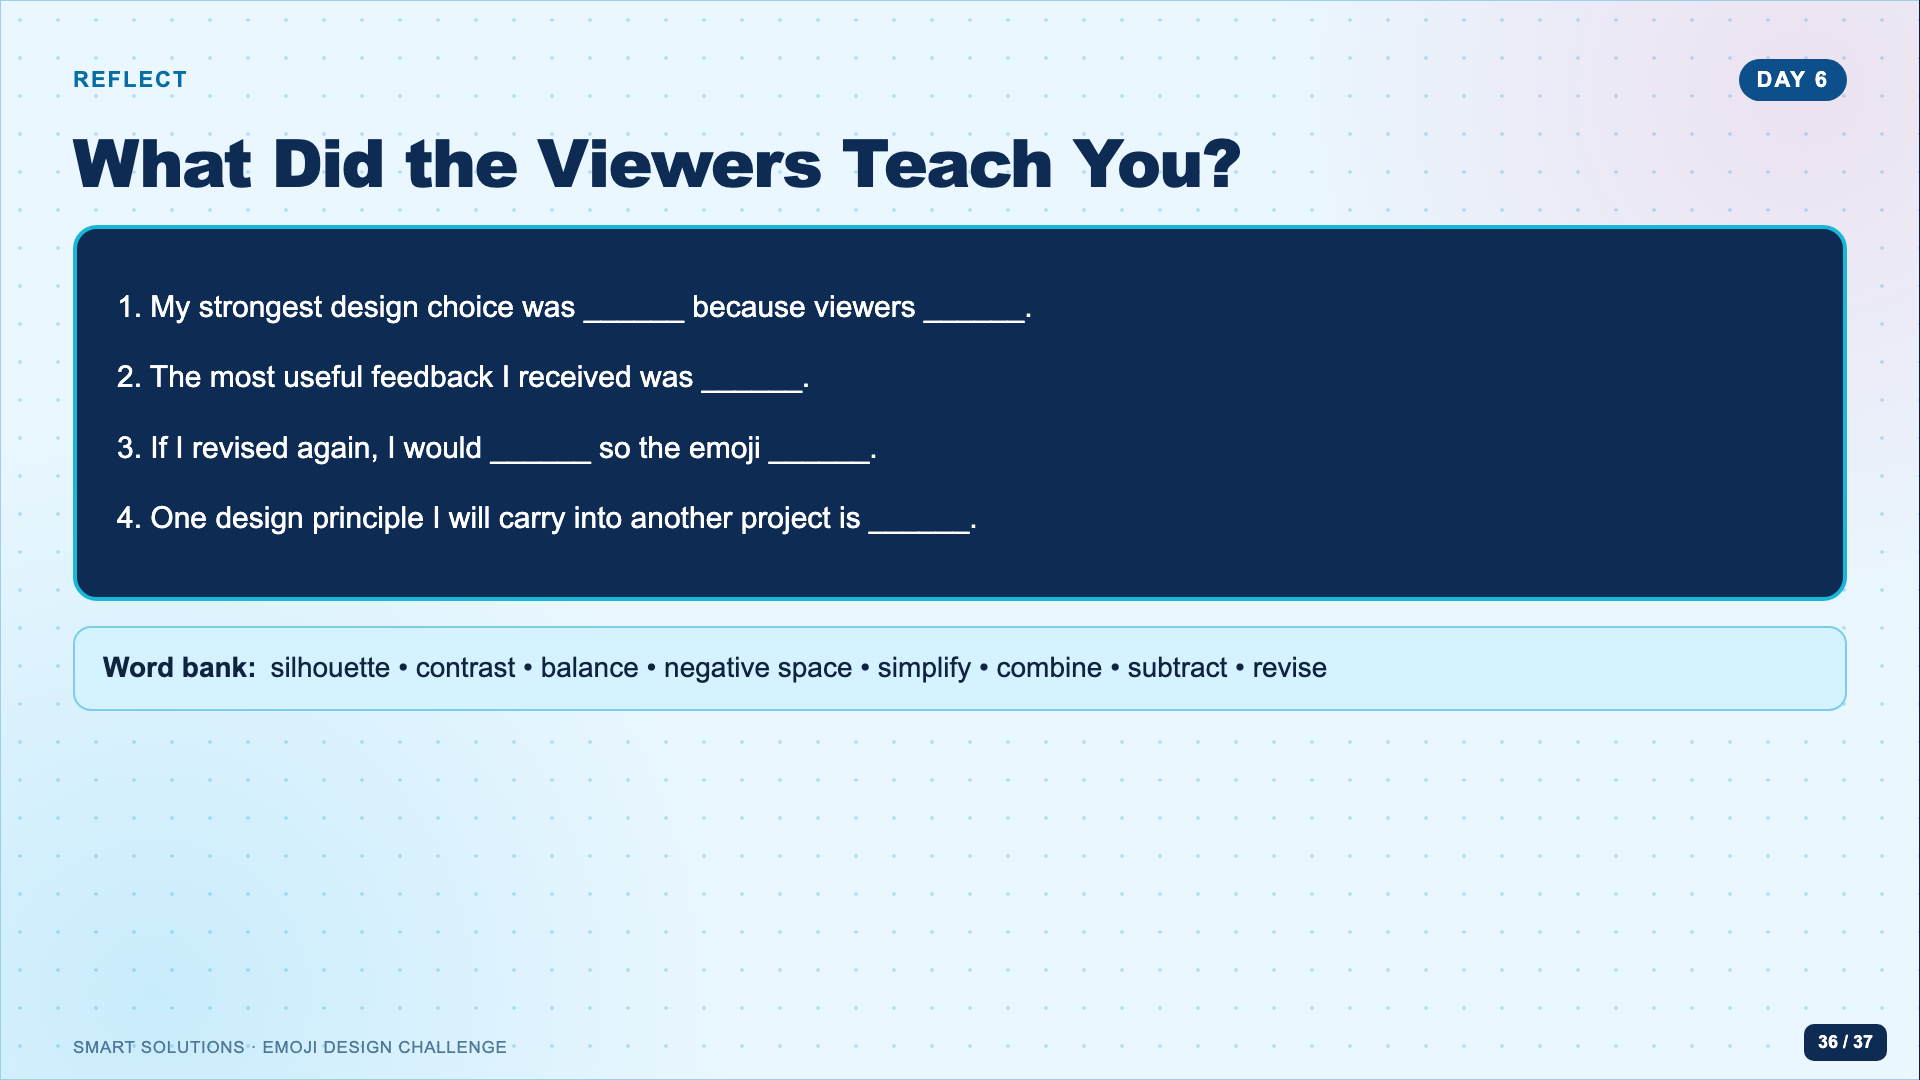 REFLECT
DAY 6
What Did the Viewers Teach You?
1. My strongest design choice was ______ because viewers ______.
2. The most useful feedback I received was ______.
3. If I revised again, I would ______ so the emoji ______.
4. One design principle I will carry into another project is ______.
Word bank: silhouette • contrast • balance • negative space • simplify • combine • subtract • revise
SMART SOLUTIONS · EMOJI DESIGN CHALLENGE
36 / 37